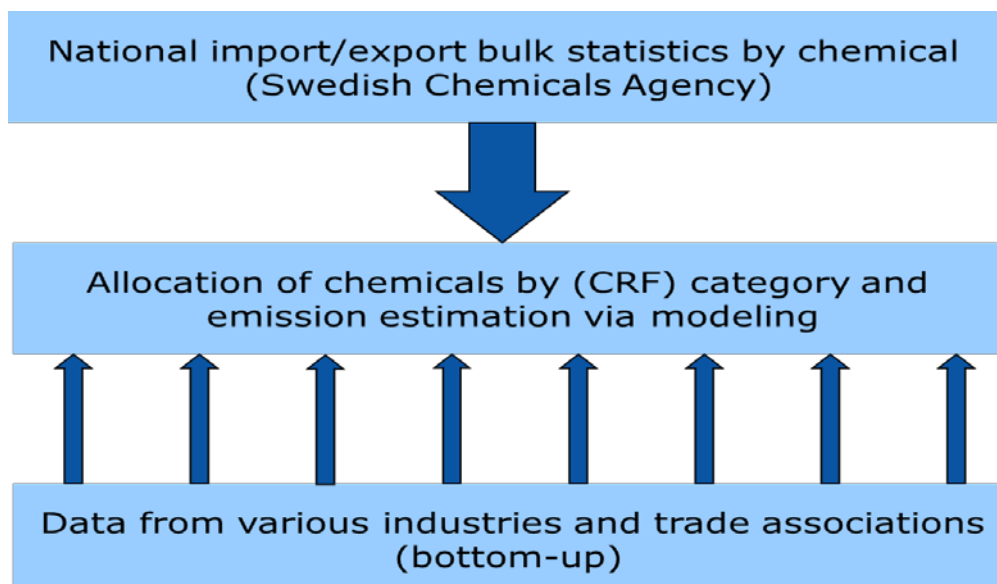 National import/export bulk statistics by chemical
(Swedish Chemicals Agency)
Allocation of chemicals by (CRF) category and
emission estimation via modeling
Data from various industries and trade associations
(bottom-up)